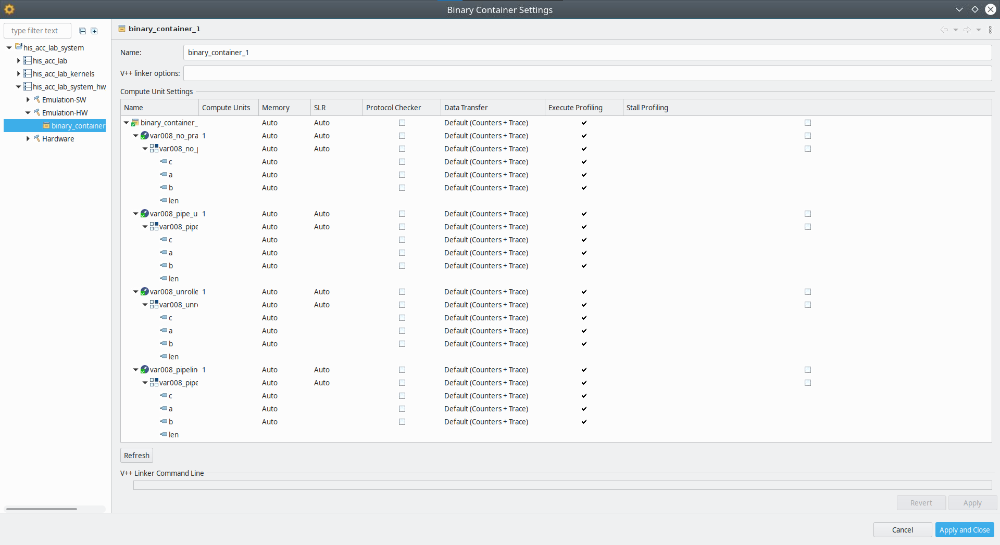 Binary Container Settings
type filter text
his_acc_lab_system
his_acc_lab
his_acc_lab_kernels
his_acc_lab_system_hw
Emulation-SW
Emulation-HW
binary_container
Hardware
binary_container_1
Name: binary_container_1
V++ linker options:
Compute Unit Settings
Name Compute Units Memory SLR Protocol Checker Data Transfer Execute Profiling Stall Profiling
binary_container_ Auto Auto Default (Counters + Trace)
var008_no_pra 1 Auto Auto Default (Counters + Trace)
var008_no_p Auto Auto Default (Counters + Trace)
c Auto Default (Counters + Trace)
a Auto Default (Counters + Trace)
b Auto Default (Counters + Trace)
len
var008_pipe_u 1 Auto Auto Default (Counters + Trace)
var008_pipe Auto Auto Default (Counters + Trace)
c Auto Default (Counters + Trace)
a Auto Default (Counters + Trace)
b Auto Default (Counters + Trace)
len
var008_unrolle 1 Auto Auto Default (Counters + Trace)
var008_unro Auto Auto Default (Counters + Trace)
c Auto Default (Counters + Trace)
a Auto Default (Counters + Trace)
b Auto Default (Counters + Trace)
len
var008_pipelin 1 Auto Auto Default (Counters + Trace)
var008_pipe Auto Auto Default (Counters + Trace)
c Auto Default (Counters + Trace)
a Auto Default (Counters + Trace)
b Auto Default (Counters + Trace)
len
Refresh
V++ Linker Command Line
Revert Apply
Cancel Apply and Close